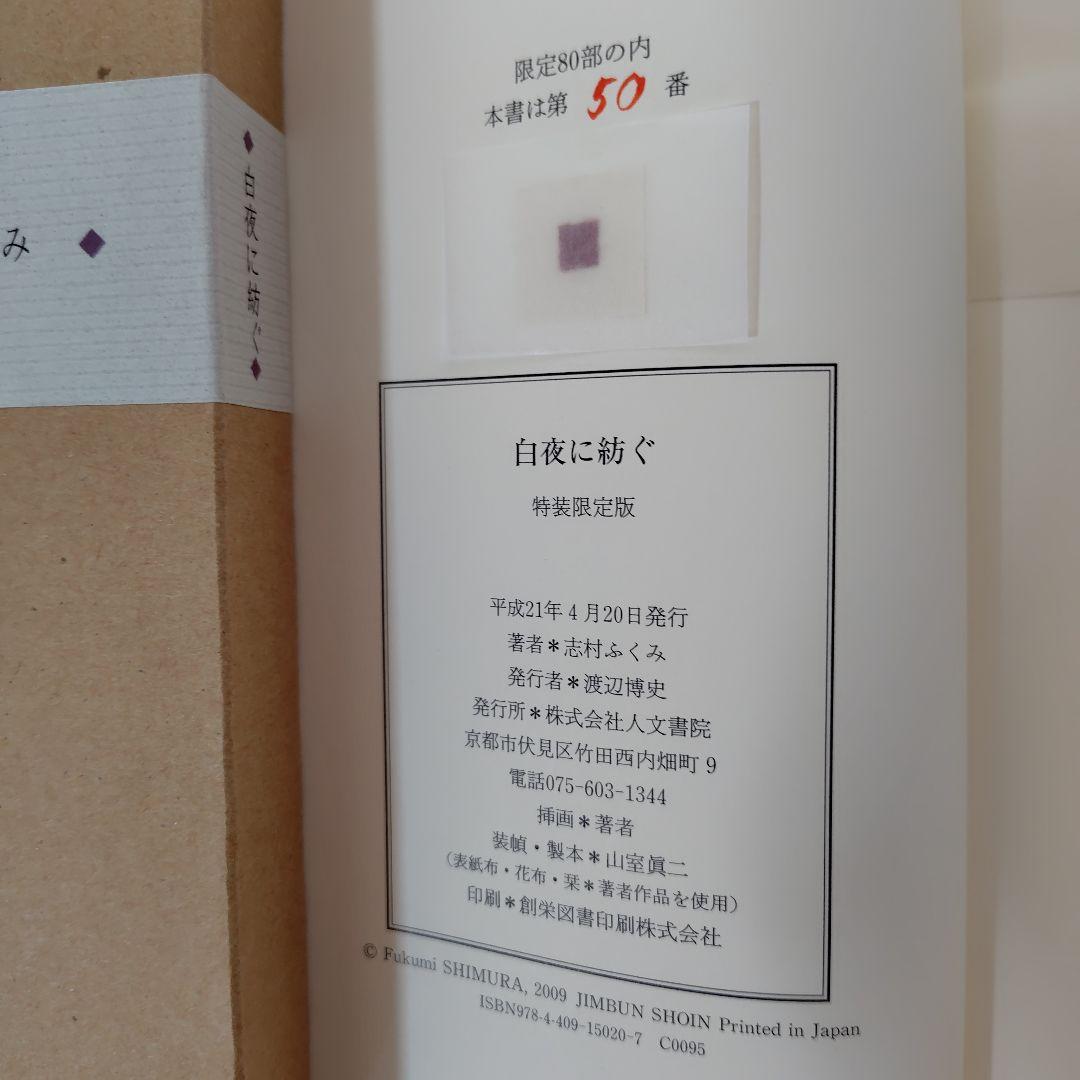 み ◆
◆白夜に紡ぐ◆
限定80部の内
本書は第 50 番
白夜に紡ぐ
特装限定版
平成21年4月20日発行
著者＊志村ふくみ
発行者＊渡辺博史
発行所＊株式会社人文書院
京都市伏見区竹田西内畑町9
電話075-603-1344
挿画＊著者
装幀・製本＊山室眞二
（表紙布・花布・栞＊著者作品を使用）
印刷＊創栄図書印刷株式会社
© Fukumi SHIMURA, 2009 JIMBUN SHOIN Printed in Japan
ISBN978-4-409-15020-7 C0095